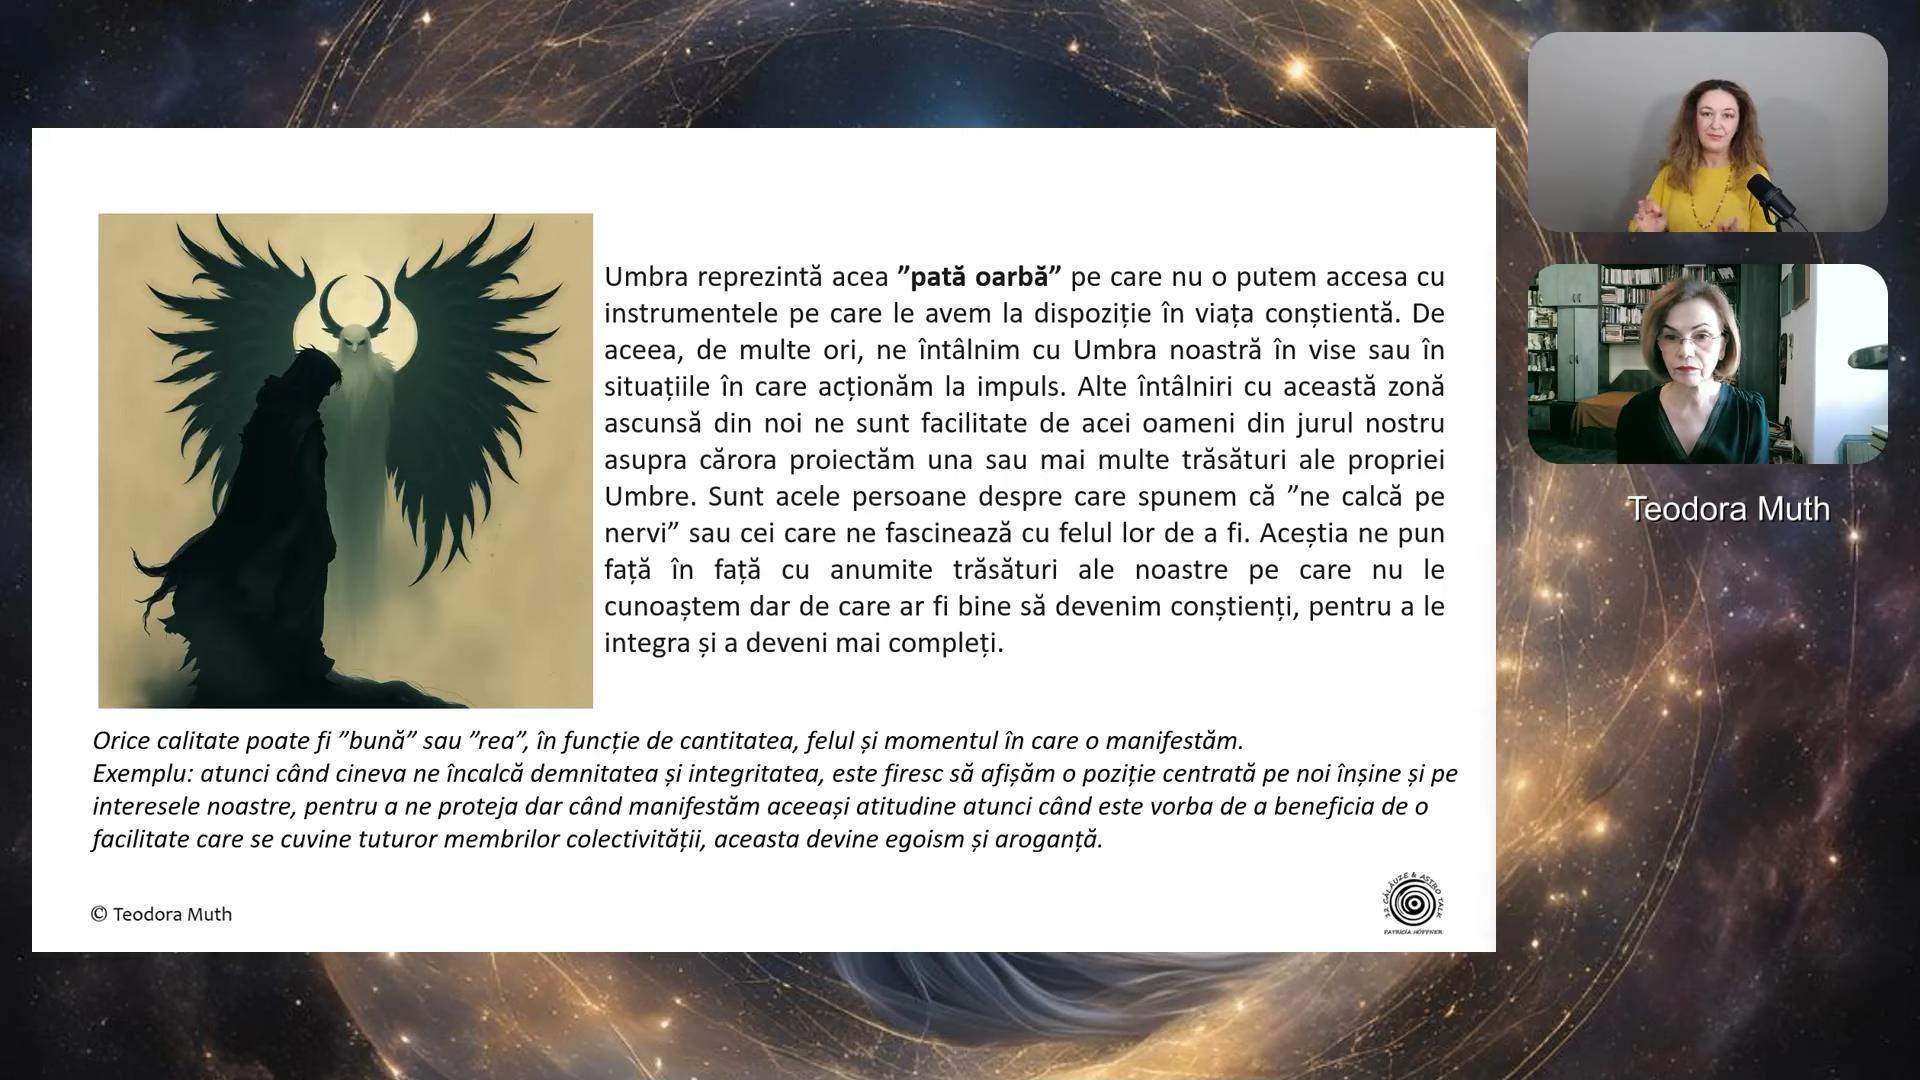 Umbra reprezintă acea ”pată oarbă” pe care nu o putem accesa cu
instrumentele pe care le avem la dispoziție în viața conștientă. De
aceea, de multe ori, ne întâlnim cu Umbra noastră în vise sau în
situațiile în care acționăm la impuls. Alte întâlniri cu această zonă
ascunsă din noi ne sunt facilitate de acei oameni din jurul nostru
asupra cărora proiectăm una sau mai multe trăsături ale propriei
Umbre. Sunt acele persoane despre care spunem că ”ne calcă pe
nervi” sau cei care ne fascinează cu felul lor de a fi. Aceștia ne pun
față în față cu anumite trăsături ale noastre pe care nu le
cunoaștem dar de care ar fi bine să devenim conștienți, pentru a le
integra și a deveni mai compleți.
Orice calitate poate fi ”bună” sau ”rea”, în funcție de cantitatea, felul și momentul în care o manifestăm.
Exemplu: atunci când cineva ne încalcă demnitatea și integritatea, este firesc să afișăm o poziție centrată pe noi înșine și pe
interesele noastre, pentru a ne proteja dar când manifestăm aceeași atitudine atunci când este vorba de a beneficia de o
facilitate care se cuvine tuturor membrilor colectivității, aceasta devine egoism și aroganță.
© Teodora Muth
12 CĂLĂUZE & ASTRO TALK
PATRICIA HÖPFNER
Teodora Muth